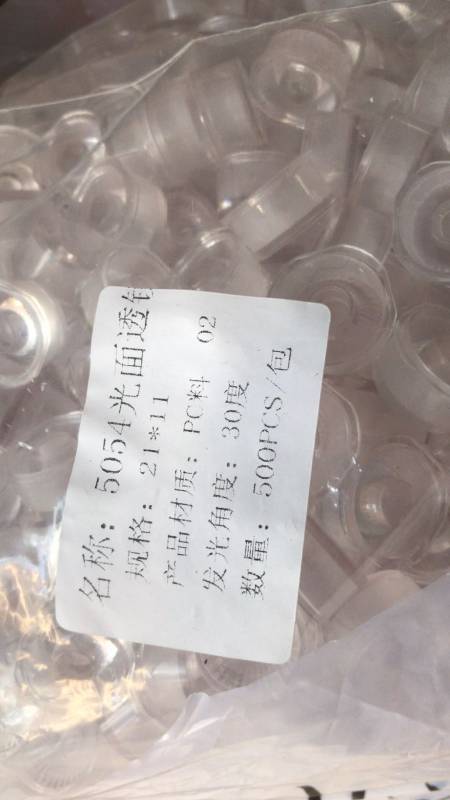 名称：5054光面透镜
规格：21*11
产品材质：PC料 02
发光角度：30度
数量：500PCS/包